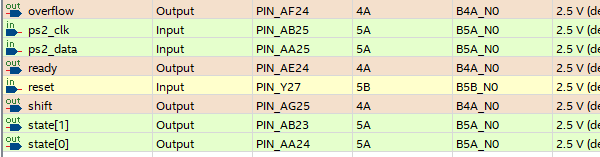 out overflow Output PIN_AF24 4A B4A_N0 2.5 V (de
in ps2_clk Input PIN_AB25 5A B5A_N0 2.5 V (de
in ps2_data Input PIN_AA25 5A B5A_N0 2.5 V (de
out ready Output PIN_AE24 4A B4A_N0 2.5 V (de
in reset Input PIN_Y27 5B B5B_N0 2.5 V (de
out shift Output PIN_AG25 4A B4A_N0 2.5 V (de
out state[1] Output PIN_AB23 5A B5A_N0 2.5 V (de
out state[0] Output PIN_AA24 5A B5A_N0 2.5 V (de